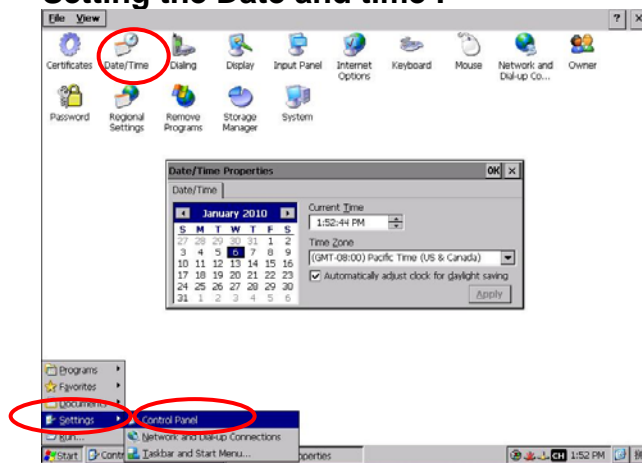 Setting the Date and time :
File View ? ×
Certificates Date/Time Dialing Display Input Panel Internet Options Keyboard Mouse Network and Dial-up Co... Owner
Password Regional Settings Remove Programs Storage Manager System
Date/Time Properties OK ×
Date/Time
January 2010
S M T W T F S
27 28 29 30 31 1 2
3 4 5 6 7 8 9
10 11 12 13 14 15 16
17 18 19 20 21 22 23
24 25 26 27 28 29 30
31 1 2 3 4 5 6
Current Time
1:52:44 PM
Time Zone
(GMT-08:00) Pacific Time (US & Canada)
Automatically adjust clock for daylight saving
Apply
Programs
Favorites
Documents
Settings
Run...
Control Panel
Network and Dial-up Connections
Taskbar and Start Menu...
Start Contr operties CH 1:52 PM